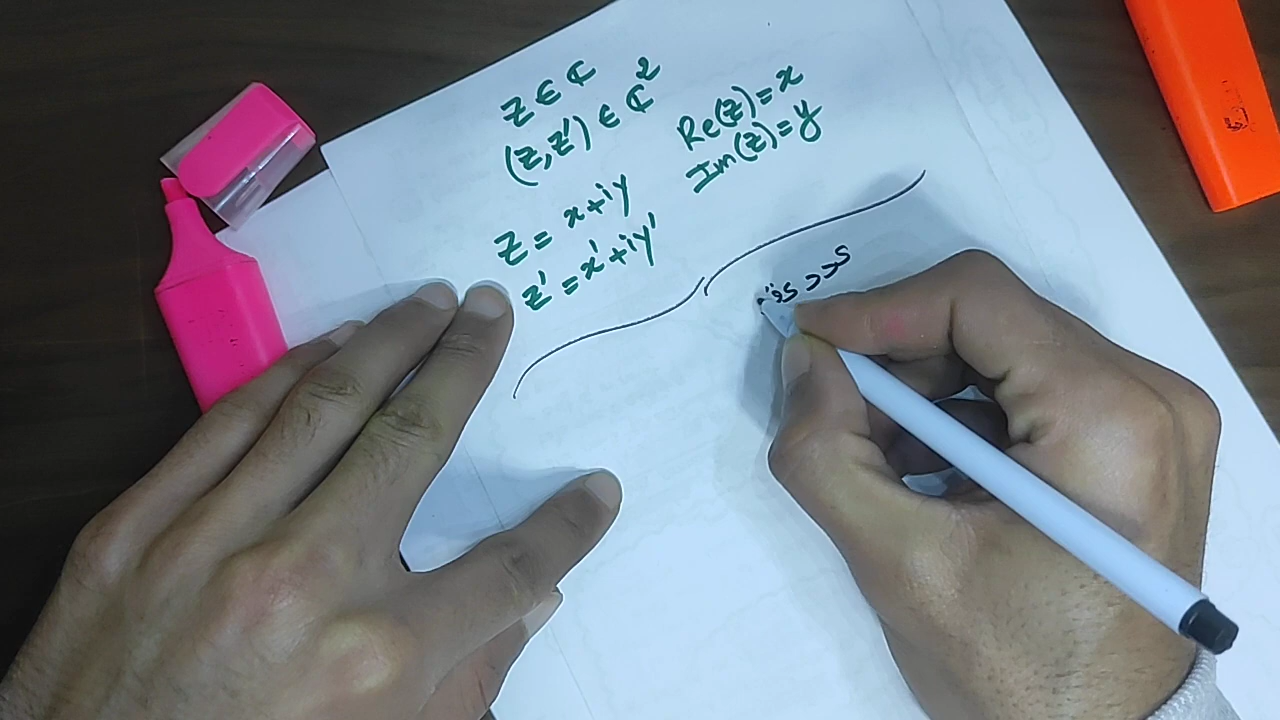 z ∈ ℂ
(z, z') ∈ ℂ²
Re(z) = x
Im(z) = y
z = x + iy
z' = x' + iy'